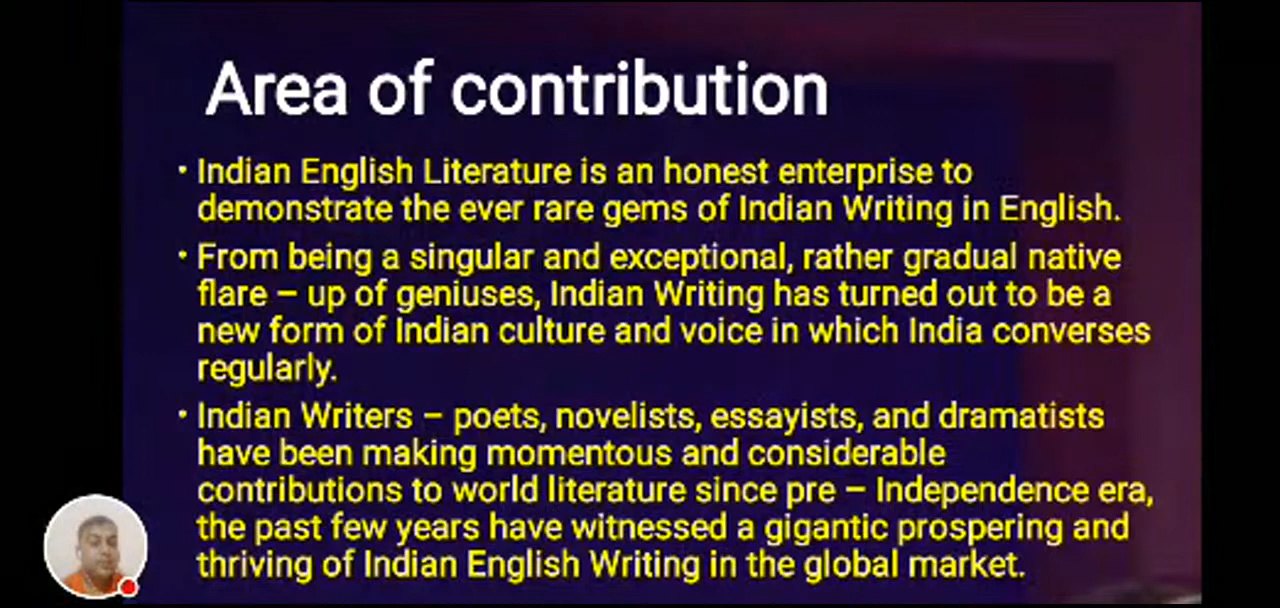 Area of contribution
• Indian English Literature is an honest enterprise to
demonstrate the ever rare gems of Indian Writing in English.
• From being a singular and exceptional, rather gradual native
flare – up of geniuses, Indian Writing has turned out to be a
new form of Indian culture and voice in which India converses
regularly.
• Indian Writers – poets, novelists, essayists, and dramatists
have been making momentous and considerable
contributions to world literature since pre – Independence era,
the past few years have witnessed a gigantic prospering and
thriving of Indian English Writing in the global market.